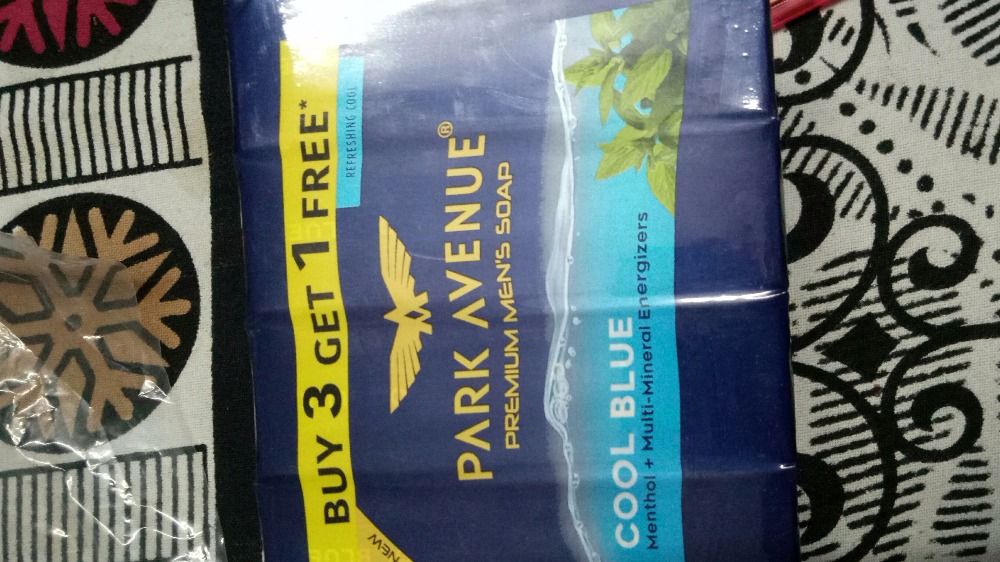 BUY 3 GET 1 FREE*
REFRESHING COOL
NEW
PARK AVENUE®
PREMIUM MEN'S SOAP
COOL BLUE
Menthol + Multi-Mineral Energizers